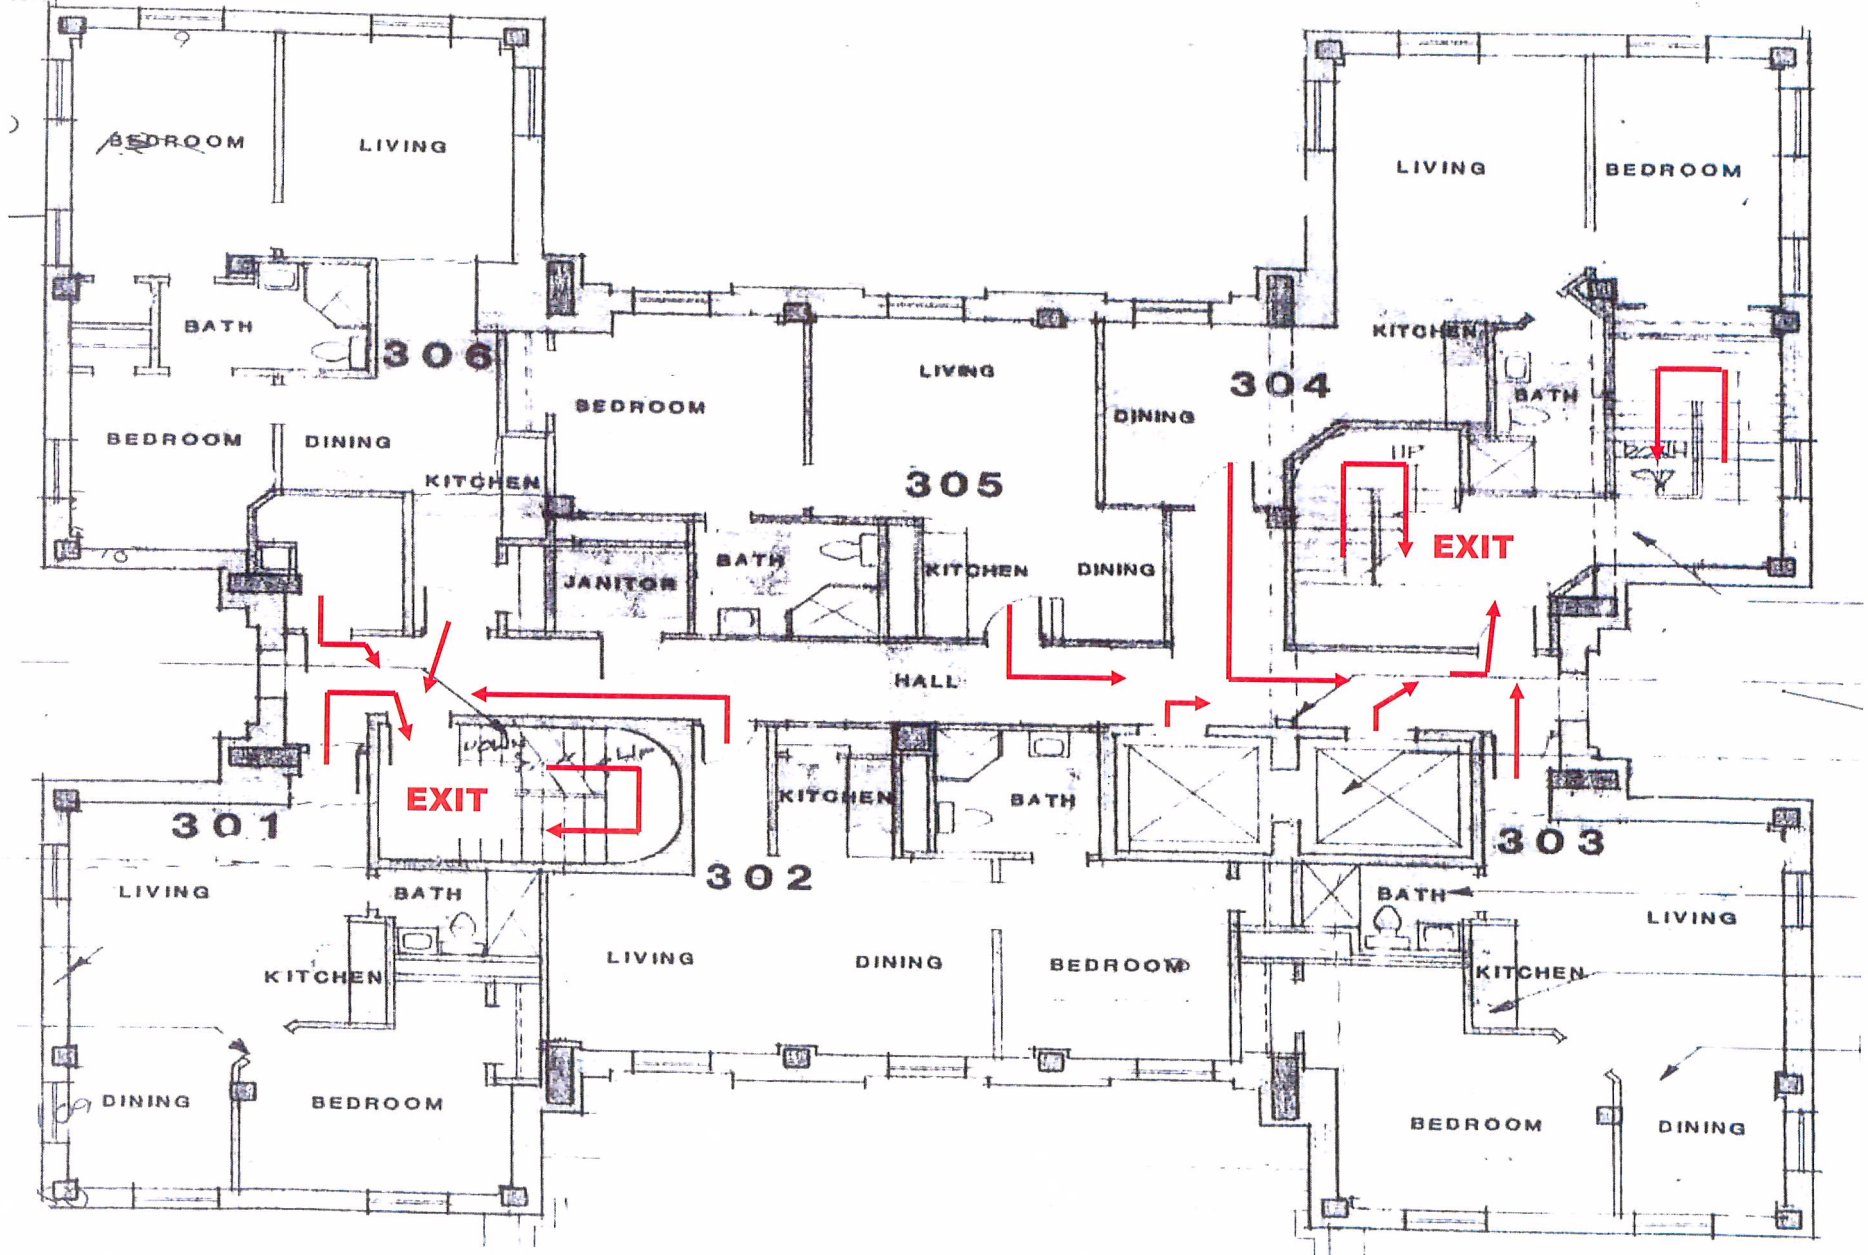 BEDROOM
LIVING
LIVING
BEDROOM
BATH
306
KITCHEN
304
BATH
LIVING
BEDROOM
DINING
BEDROOM
DINING
KITCHEN
305
UP
DOWN
EXIT
JANITOR
BATH
KITCHEN
DINING
HALL
DOWN
UP
EXIT
KITCHEN
BATH
301
302
303
LIVING
BATH
BATH
LIVING
KITCHEN
LIVING
DINING
BEDROOM
KITCHEN
DINING
BEDROOM
BEDROOM
DINING